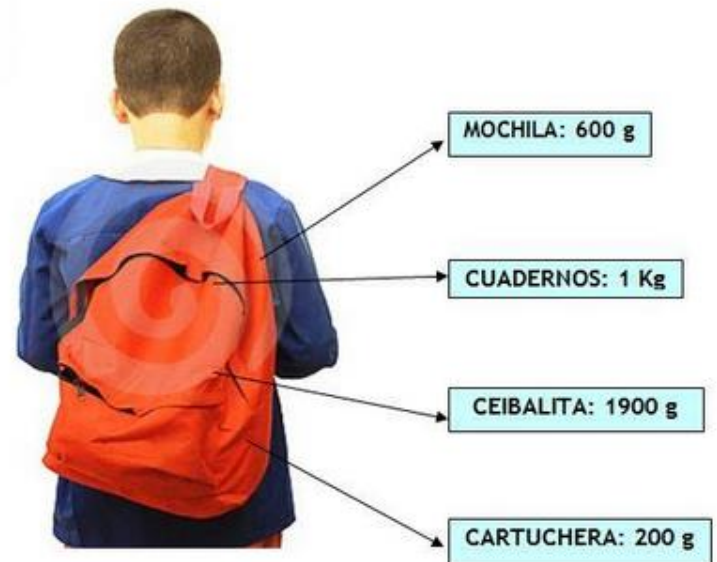 MOCHILA: 600 g
CUADERNOS: 1 Kg
CEIBALITA: 1900 g
CARTUCHERA: 200 g